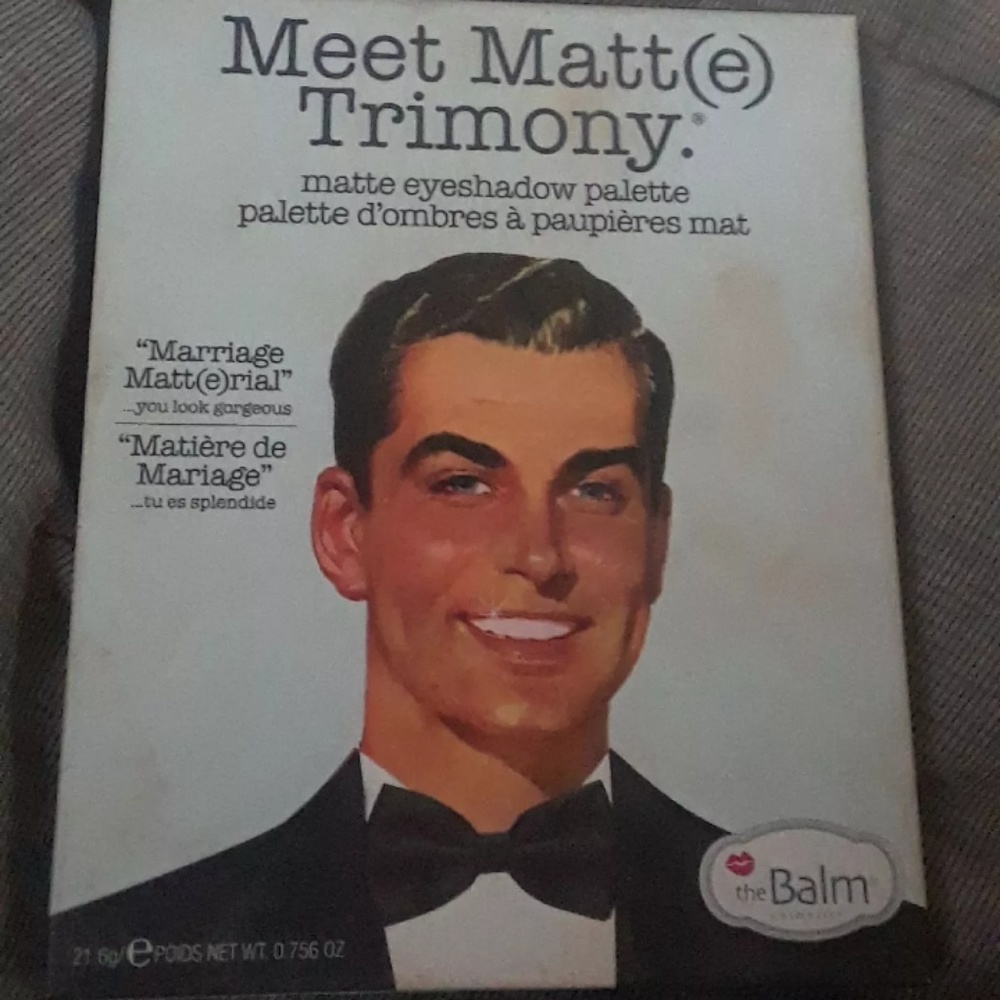 Meet Matt(e)
Trimony.®
matte eyeshadow palette
palette d'ombres à paupières mat
“Marriage
Matt(e)rial”
...you look gorgeous
“Matière de
Mariage”
...tu es splendide
theBalm®
cosmetics
21.6g/℮ POIDS NET WT. 0.756 OZ